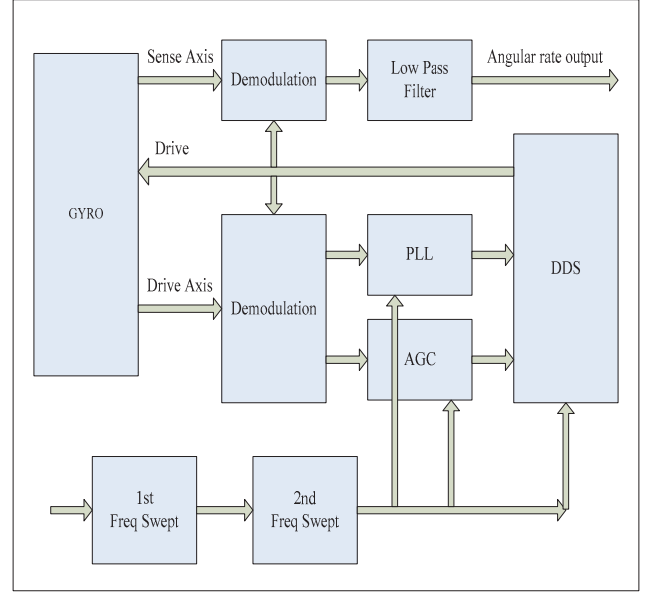 Sense Axis
Demodulation
Low Pass
Filter
Angular rate output
Drive
GYRO
PLL
DDS
Drive Axis
Demodulation
AGC
1st
Freq Swept
2nd
Freq Swept